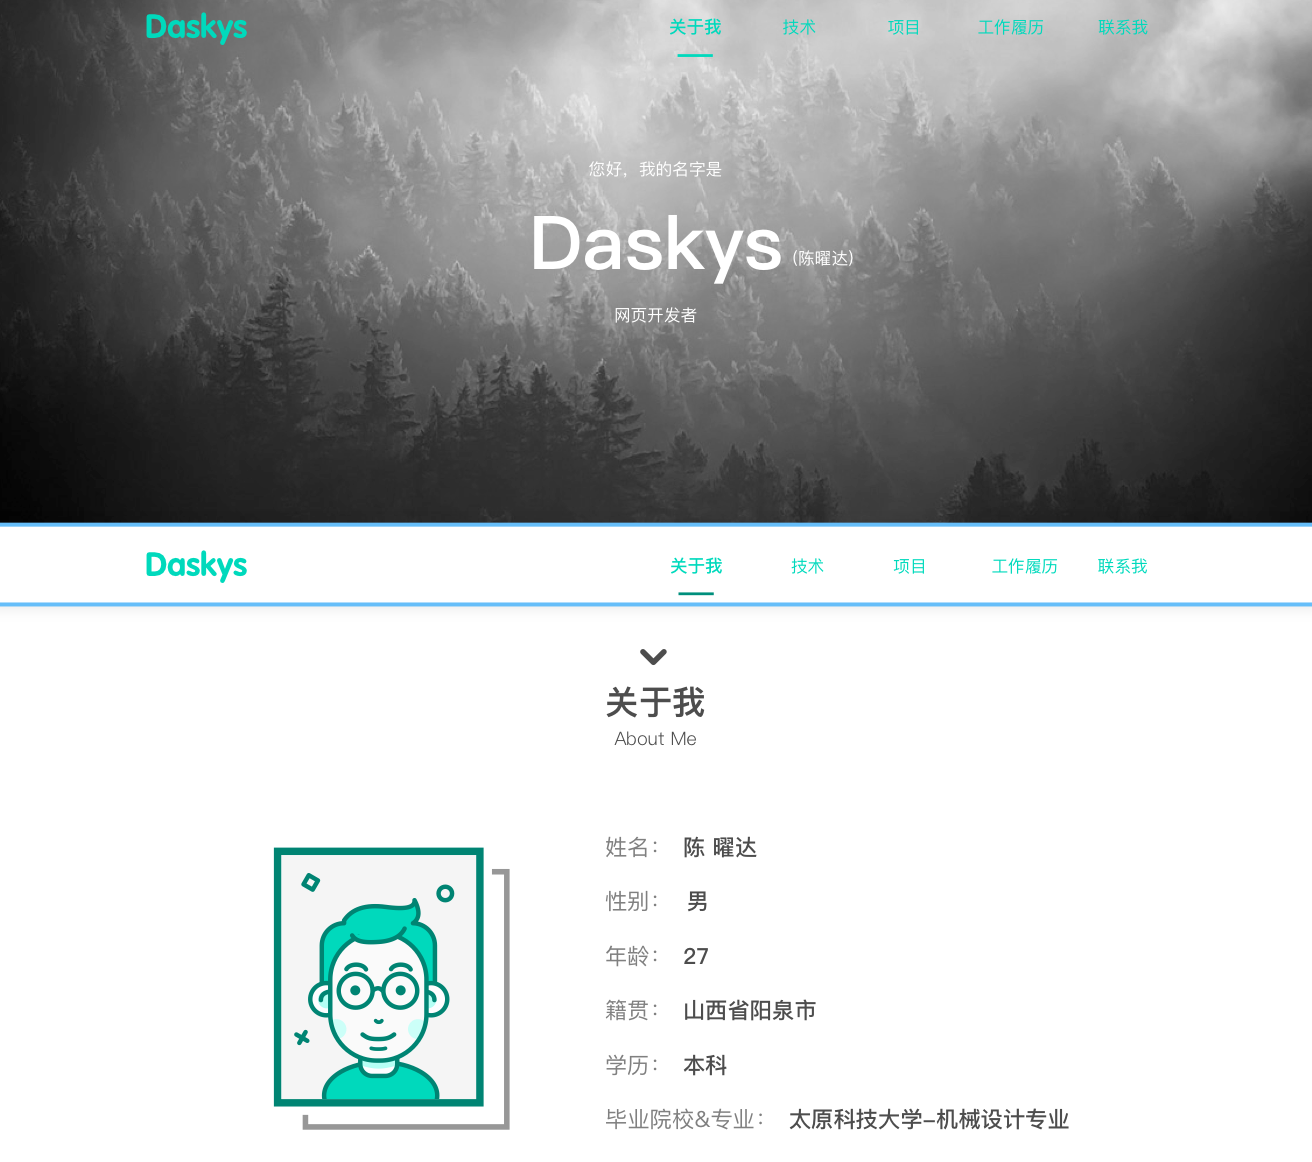 Daskys 关于我 技术 项目 工作履历 联系我
您好，我的名字是
Daskys (陈曜达)
网页开发者
Daskys 关于我 技术 项目 工作履历 联系我
关于我
About Me
姓名： 陈 曜达
性别： 男
年龄： 27
籍贯： 山西省阳泉市
学历： 本科
毕业院校&专业： 太原科技大学-机械设计专业